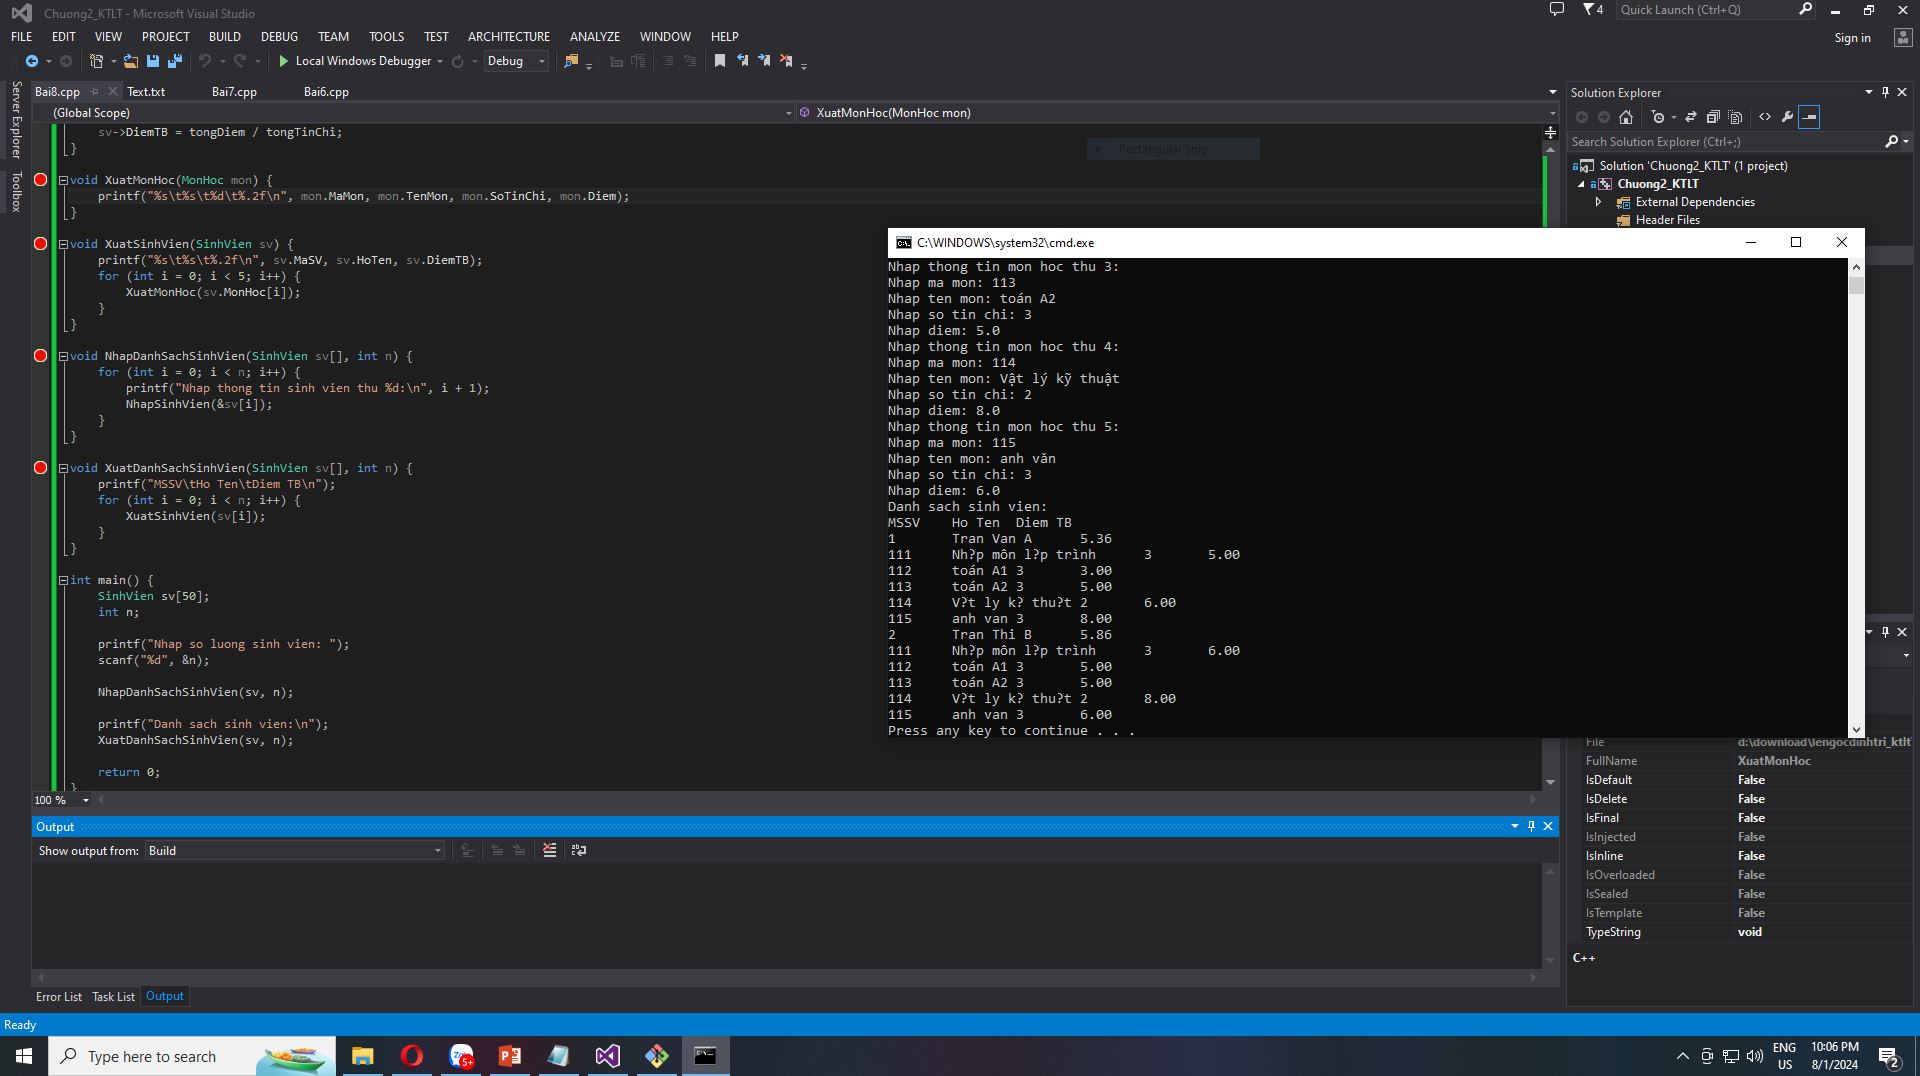 Chuong2_KTLT - Microsoft Visual Studio
4
Quick Launch (Ctrl+Q)
FILE EDIT VIEW PROJECT BUILD DEBUG TEAM TOOLS TEST ARCHITECTURE ANALYZE WINDOW HELP
Sign in
Local Windows Debugger
Debug
Server Explorer
Toolbox
Bai8.cpp Text.txt Bai7.cpp Bai6.cpp
(Global Scope)
XuatMonHoc(MonHoc mon)
Rectangular Snip
sv->DiemTB = tongDiem / tongTinChi;
}
void XuatMonHoc(MonHoc mon) {
printf("%s\t%s\t%d\t%.2f\n", mon.MaMon, mon.TenMon, mon.SoTinChi, mon.Diem);
}
void XuatSinhVien(SinhVien sv) {
printf("%s\t%s\t%.2f\n", sv.MaSV, sv.HoTen, sv.DiemTB);
for (int i = 0; i < 5; i++) {
XuatMonHoc(sv.MonHoc[i]);
}
}
void NhapDanhSachSinhVien(SinhVien sv[], int n) {
for (int i = 0; i < n; i++) {
printf("Nhap thong tin sinh vien thu %d:\n", i + 1);
NhapSinhVien(&sv[i]);
}
}
void XuatDanhSachSinhVien(SinhVien sv[], int n) {
printf("MSSV\tHo Ten\tDiem TB\n");
for (int i = 0; i < n; i++) {
XuatSinhVien(sv[i]);
}
}
int main() {
SinhVien sv[50];
int n;
printf("Nhap so luong sinh vien: ");
scanf("%d", &n);
NhapDanhSachSinhVien(sv, n);
printf("Danh sach sinh vien:\n");
XuatDanhSachSinhVien(sv, n);
return 0;
}
100 %
C:\WINDOWS\system32\cmd.exe
Nhap thong tin mon hoc thu 3:
Nhap ma mon: 113
Nhap ten mon: toán A2
Nhap so tin chi: 3
Nhap diem: 5.0
Nhap thong tin mon hoc thu 4:
Nhap ma mon: 114
Nhap ten mon: Vật lý kỹ thuật
Nhap so tin chi: 2
Nhap diem: 8.0
Nhap thong tin mon hoc thu 5:
Nhap ma mon: 115
Nhap ten mon: anh văn
Nhap so tin chi: 3
Nhap diem: 6.0
Danh sach sinh vien:
MSSV Ho Ten Diem TB
1 Tran Van A 5.36
111 Nh?p môn l?p trình 3 5.00
112 toán A1 3 3.00
113 toán A2 3 5.00
114 V?t ly k? thu?t 2 6.00
115 anh van 3 8.00
2 Tran Thi B 5.86
111 Nh?p môn l?p trình 3 6.00
112 toán A1 3 5.00
113 toán A2 3 5.00
114 V?t ly k? thu?t 2 8.00
115 anh van 3 6.00
Press any key to continue . . .
Solution Explorer
Search Solution Explorer (Ctrl+;)
Solution 'Chuong2_KTLT' (1 project)
Chuong2_KTLT
External Dependencies
Header Files
File d:\download\lengocdinhtri_ktlt
FullName XuatMonHoc
IsDefault False
IsDelete False
IsFinal False
IsInjected False
IsInline False
IsOverloaded False
IsSealed False
IsTemplate False
TypeString void
C++
Output
Show output from: Build
Error List Task List Output
Ready
Type here to search
5+
ENG
US
10:06 PM
8/1/2024
2